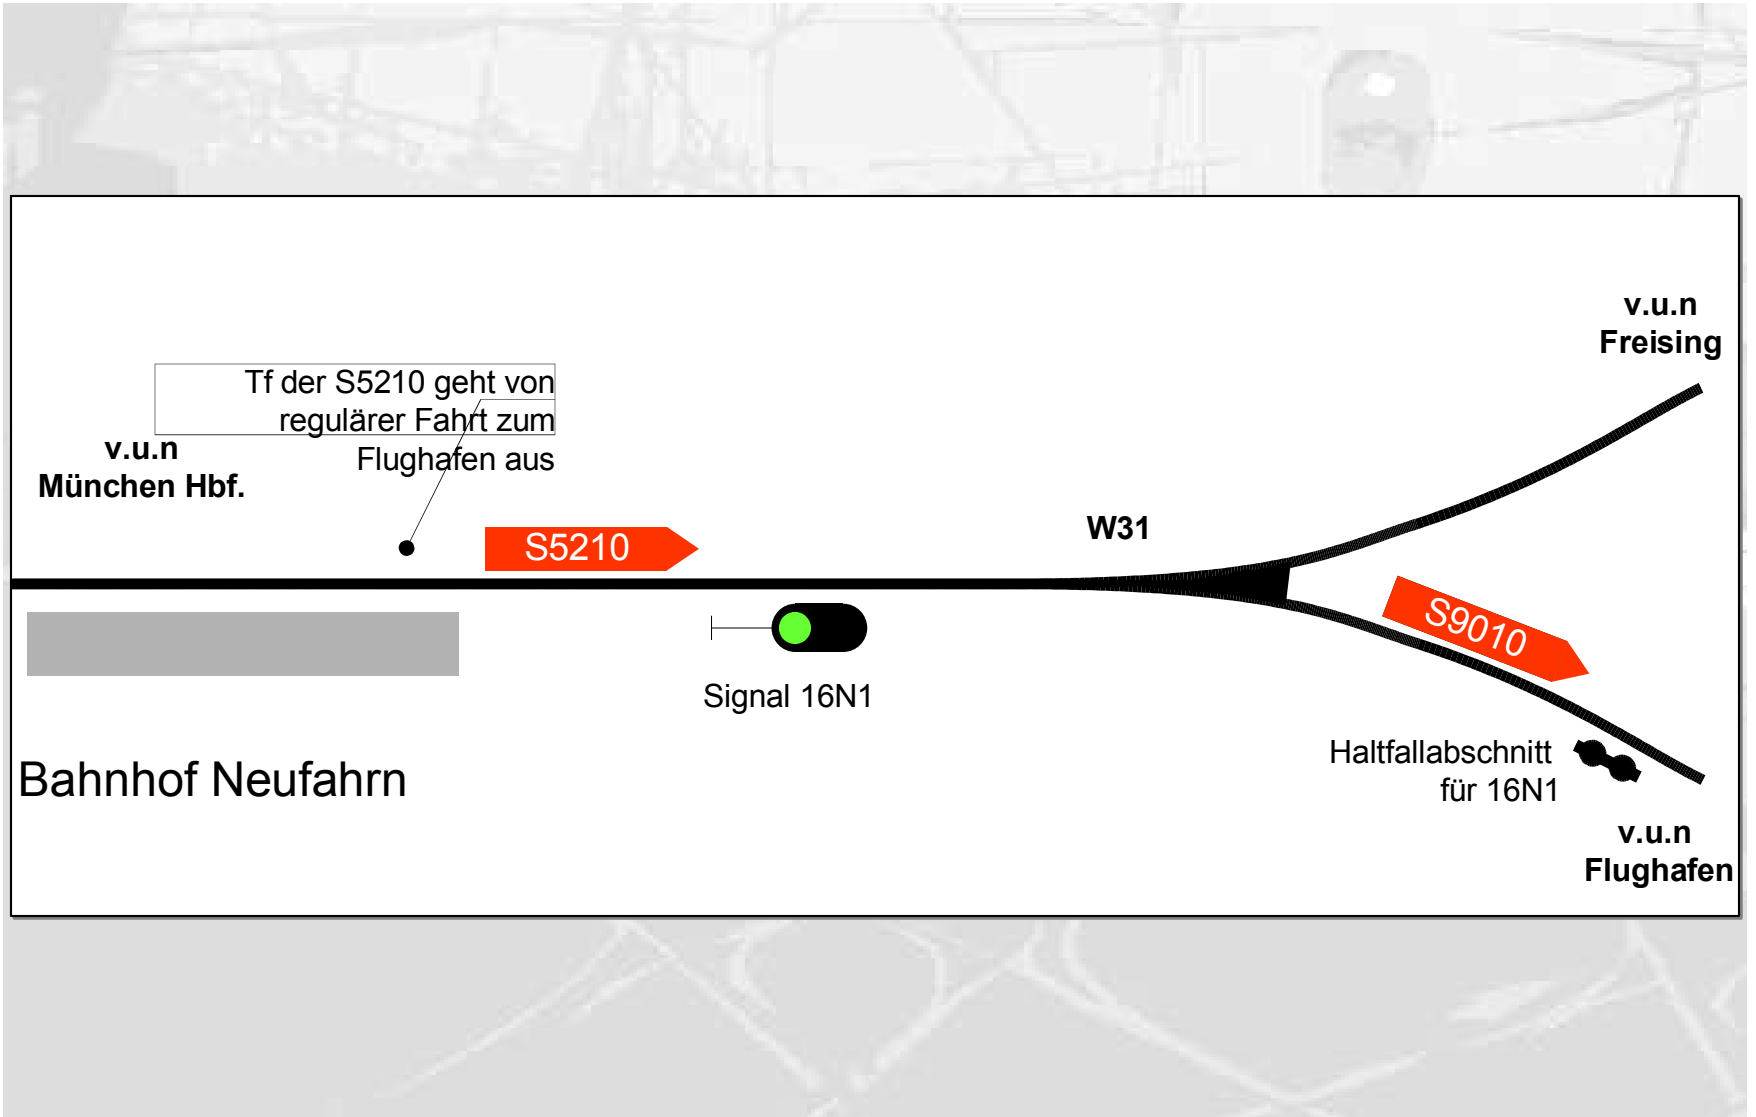 v.u.n
Freising
Tf der S5210 geht von
regulärer Fahrt zum
Flughafen aus
v.u.n
München Hbf.
W31
S5210
S9010
Signal 16N1
Haltfallabschnitt
für 16N1
Bahnhof Neufahrn
v.u.n
Flughafen